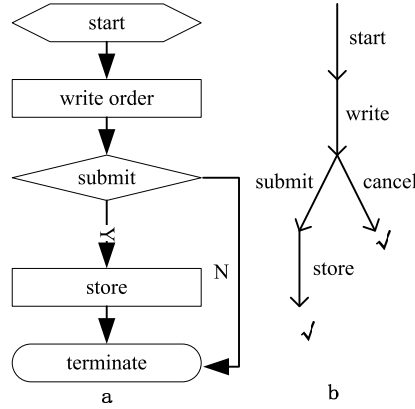 start
write order
submit
Y
N
store
terminate
a
start
write
submit
cancel
√
store
√
b